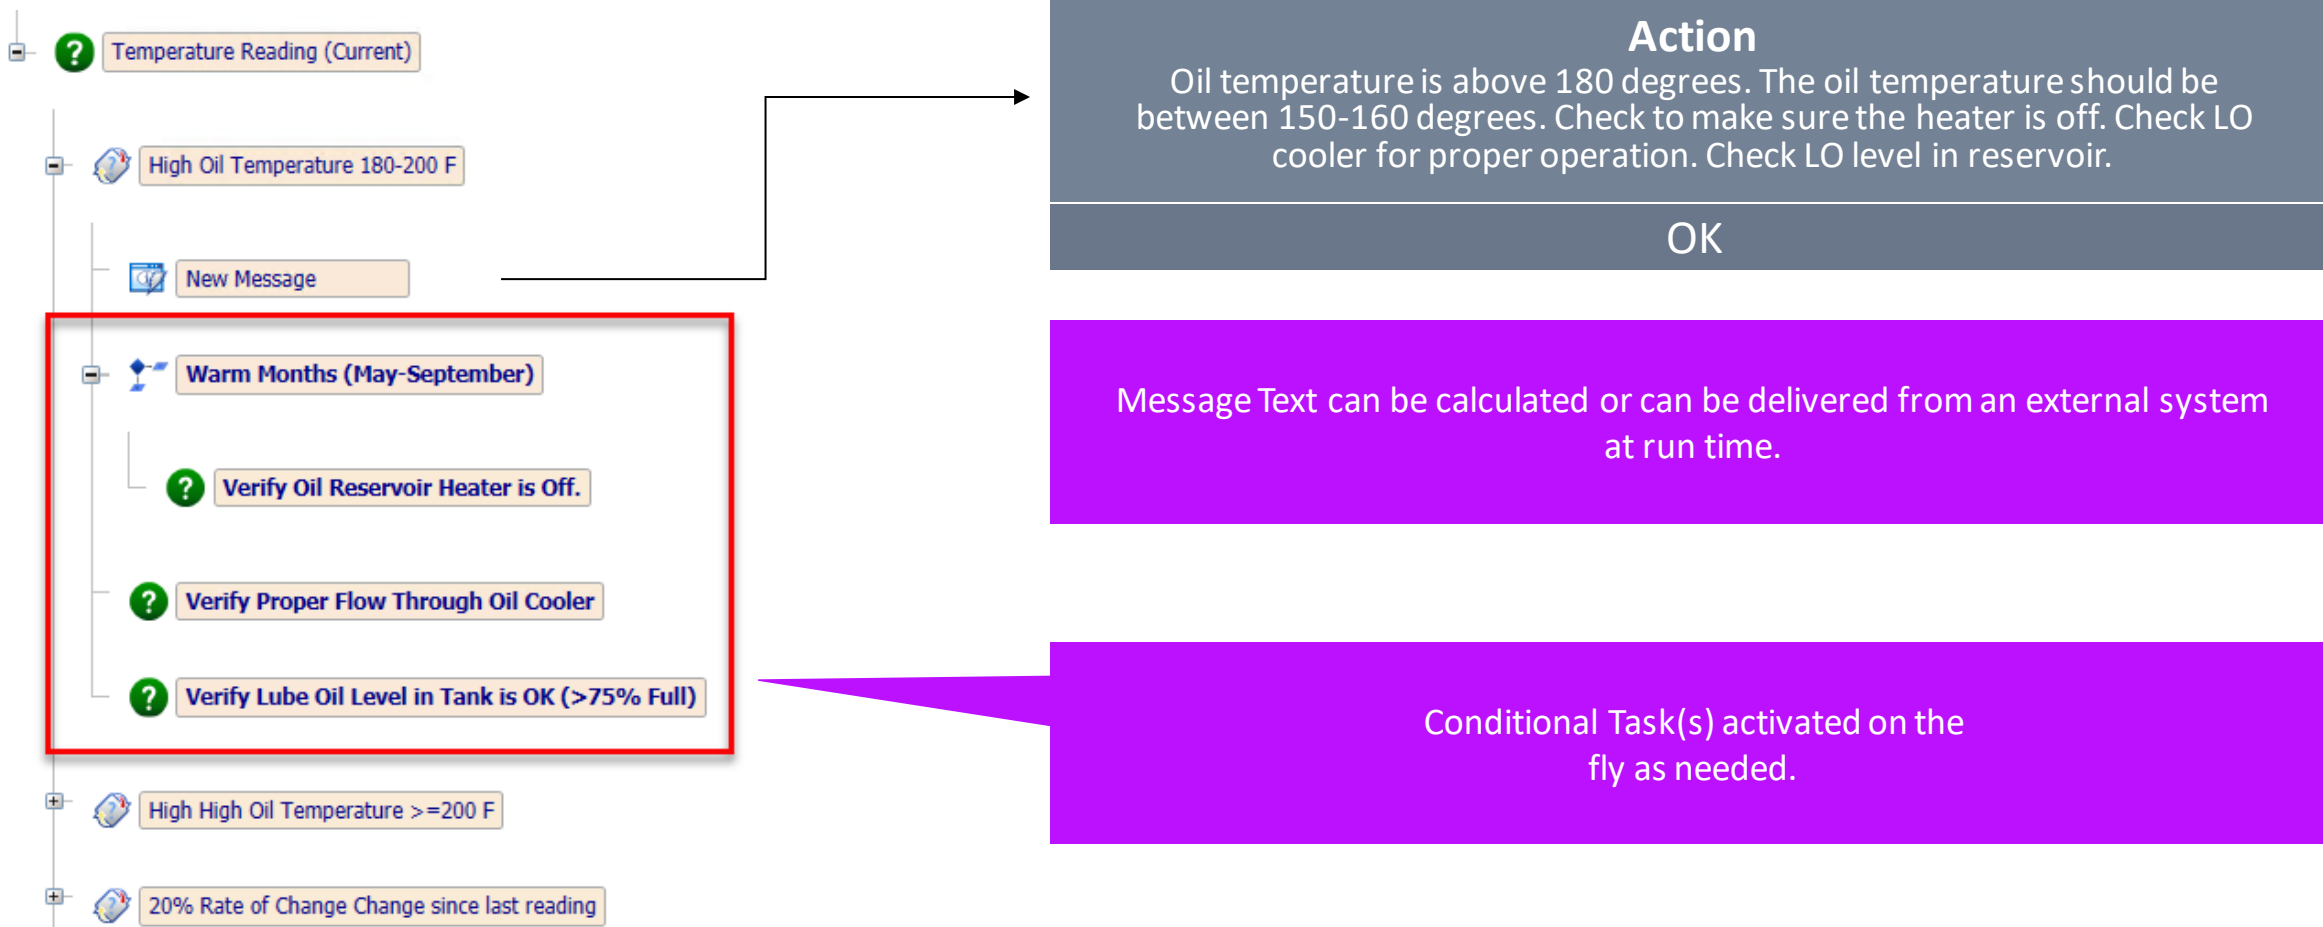 Temperature Reading (Current)
High Oil Temperature 180-200 F
New Message
Warm Months (May-September)
Verify Oil Reservoir Heater is Off.
Verify Proper Flow Through Oil Cooler
Verify Lube Oil Level in Tank is OK (>75% Full)
High High Oil Temperature >=200 F
20% Rate of Change Change since last reading
Action
Oil temperature is above 180 degrees. The oil temperature should be
between 150-160 degrees. Check to make sure the heater is off. Check LO
cooler for proper operation. Check LO level in reservoir.
OK
Message Text can be calculated or can be delivered from an external system
at run time.
Conditional Task(s) activated on the
fly as needed.